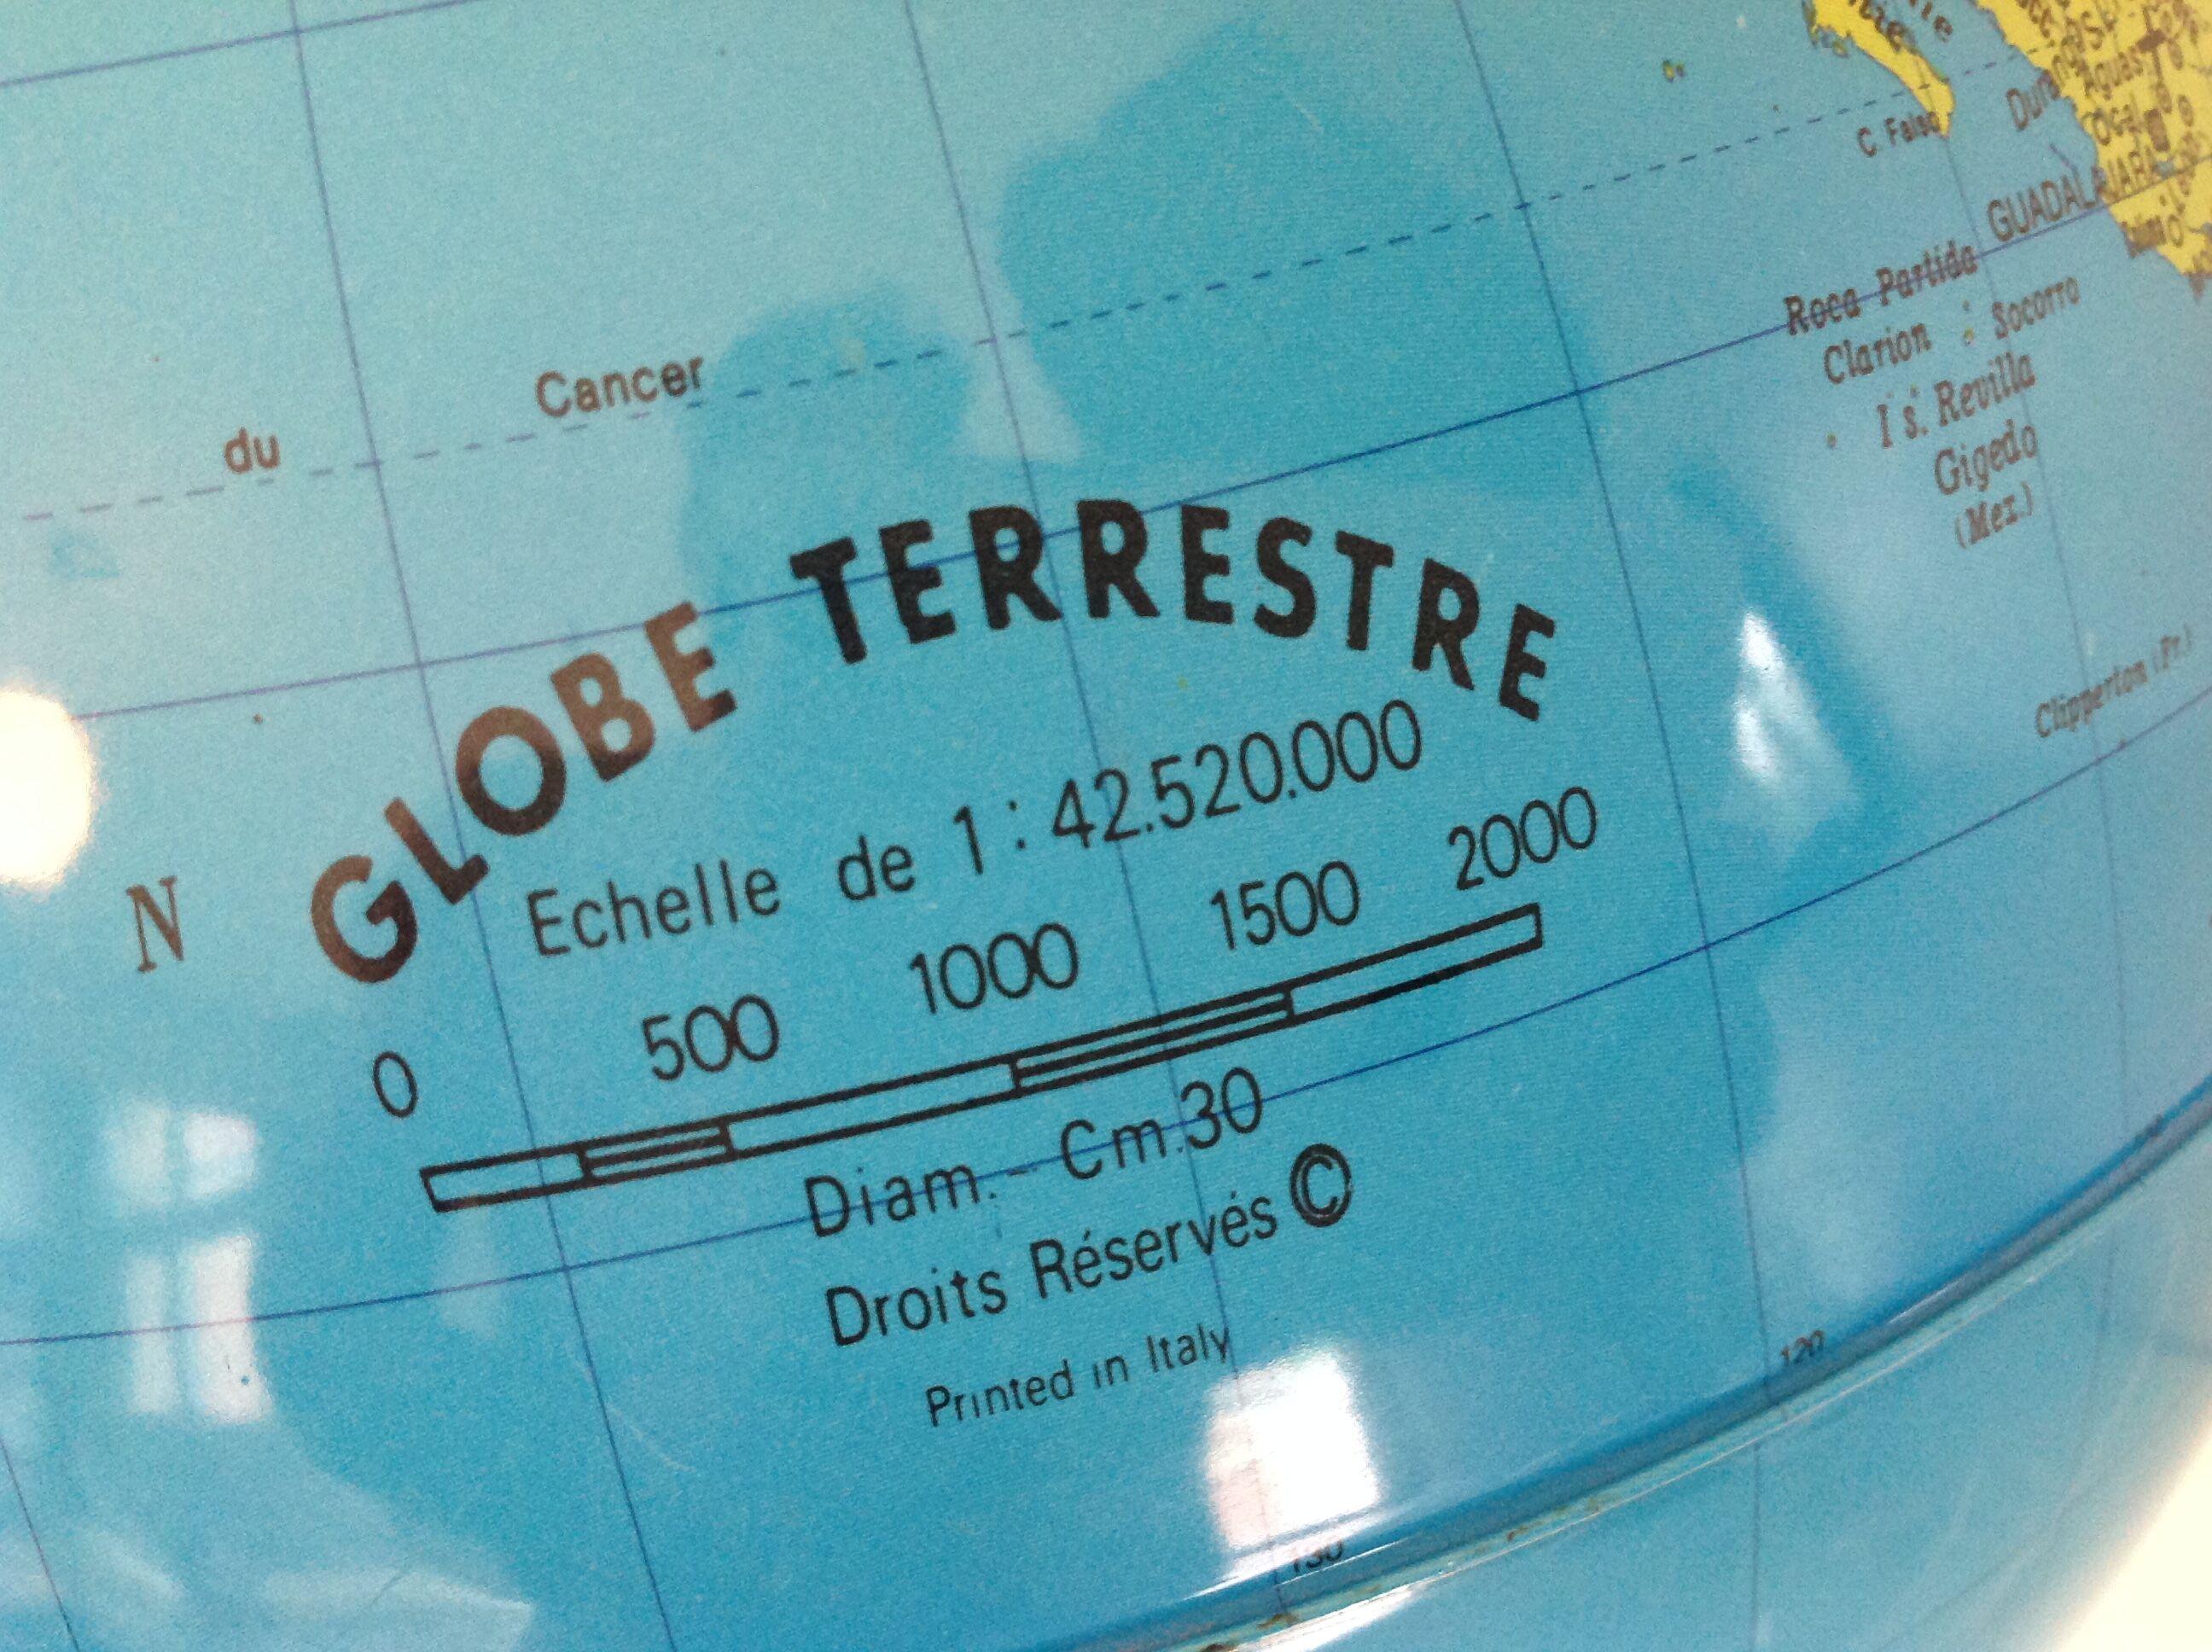 C. Falso
GUADALAJARA
du Cancer
Roca Partida
Clarion Socorro
Is. Revilla
Gigedo
(Mex.)
Clipperton (Fr.)
N
GLOBE TERRESTRE
Echelle de 1 : 42.520.000
0 500 1000 1500 2000
Diam. - Cm.30
Droits Réservés ©
Printed in Italy
120
130